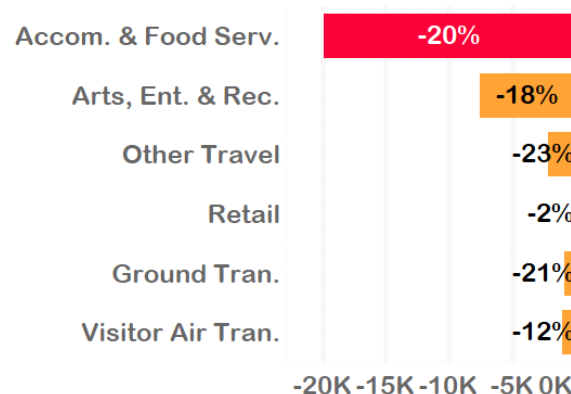 Accom. & Food Serv. -20%
Arts, Ent. & Rec. -18%
Other Travel -23%
Retail -2%
Ground Tran. -21%
Visitor Air Tran. -12%
-20K -15K -10K -5K 0K